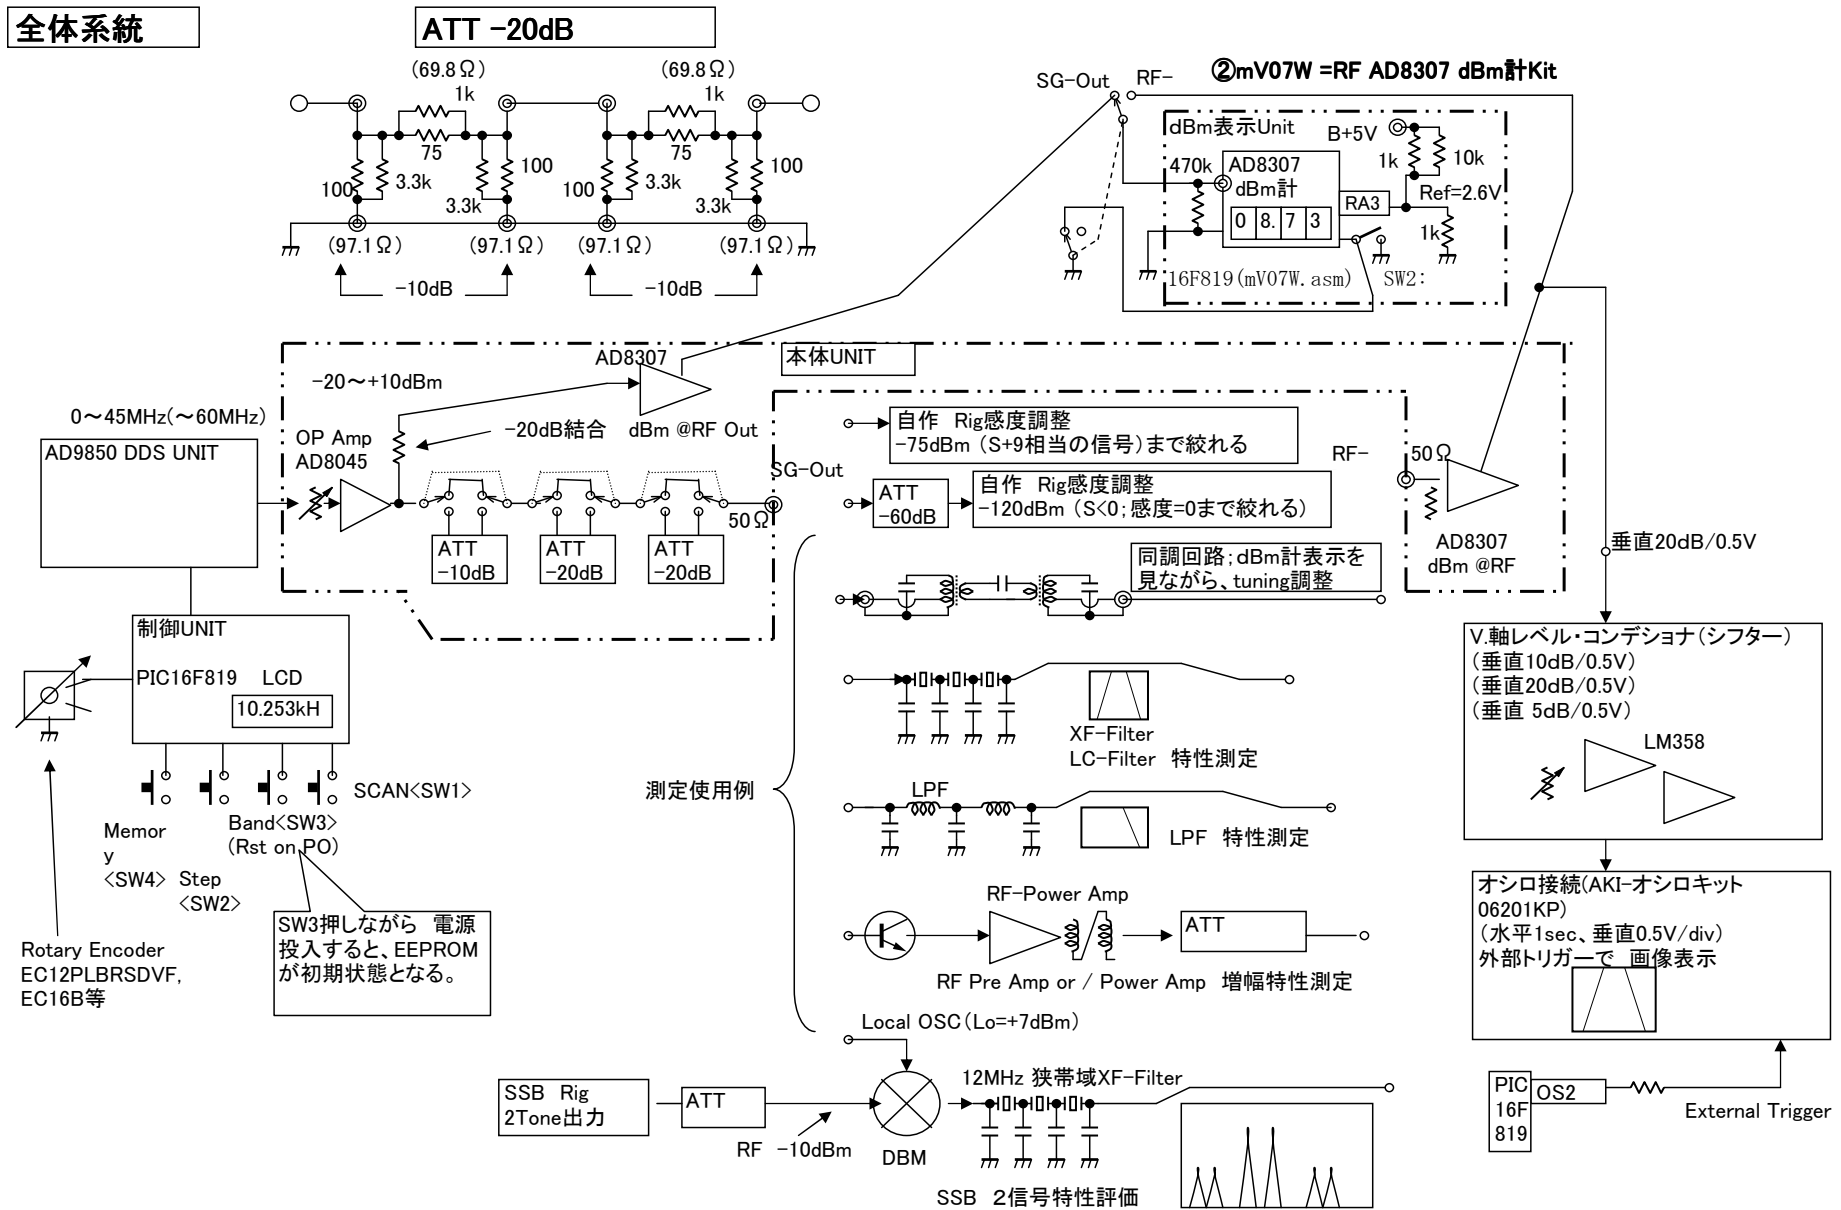 全体系統
ATT -20dB
(69.8Ω)
(69.8Ω)
1k
1k
75
75
100
3.3k
3.3k
100
100
3.3k
3.3k
100
(97.1Ω)
(97.1Ω)
(97.1Ω)
(97.1Ω)
-10dB
-10dB
②mV07W =RF AD8307 dBm計Kit
SG-Out
RF-
dBm表示Unit
B+5V
470k
AD8307
dBm計
0 8. 7 3
1k
10k
RA3
Ref=2.6V
1k
16F819(mV07W.asm)
SW2:
本体UNIT
AD8307
-20~+10dBm
-20dB結合
dBm @RF Out
0~45MHz(~60MHz)
AD9850 DDS UNIT
OP Amp
AD8045
ATT
-10dB
ATT
-20dB
ATT
-20dB
SG-Out
50Ω
自作 Rig感度調整
-75dBm (S+9相当の信号)まで絞れる
ATT
-60dB
自作 Rig感度調整
-120dBm (S<0;感度=0まで絞れる)
RF-
50Ω
AD8307
dBm @RF
垂直20dB/0.5V
同調回路;dBm計表示を
見ながら、tuning調整
制御UNIT
PIC16F819
LCD
10.253kH
SCAN<SW1>
Band<SW3>
(Rst on PO)
Memor
y
<SW4>
Step
<SW2>
SW3押しながら 電源
投入すると、EEPROM
が初期状態となる。
Rotary Encoder
EC12PLBRSDVF,
EC16B等
測定使用例
XF-Filter
LC-Filter 特性測定
LPF
LPF 特性測定
RF-Power Amp
ATT
RF Pre Amp or / Power Amp 増幅特性測定
Local OSC(Lo=+7dBm)
SSB Rig
2Tone出力
ATT
RF -10dBm
DBM
12MHz 狭帯域XF-Filter
SSB 2信号特性評価
V.軸レベル・コンデショナ(シフター)
(垂直10dB/0.5V)
(垂直20dB/0.5V)
(垂直 5dB/0.5V)
LM358
オシロ接続(AKI-オシロキット
06201KP)
(水平1sec、垂直0.5V/div)
外部トリガーで 画像表示
PIC
16F
819
OS2
External Trigger